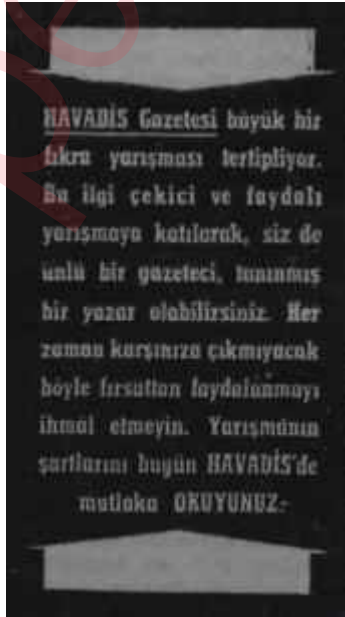 HAVADİS Gazetesi büyük bir
fıkra yarışması tertipliyor.
Bu ilgi çekici ve faydalı
yarışmaya katılarak, siz de
ünlü bir gazeteci, tanınmış
bir yazar olabilirsiniz. Her
zaman karşınıza çıkmıyacak
böyle fırsattan faydalanmayı
ihmal etmeyin. Yarışmanın
şartlarını bugün HAVADİS'de
mutlaka OKUYUNUZ.